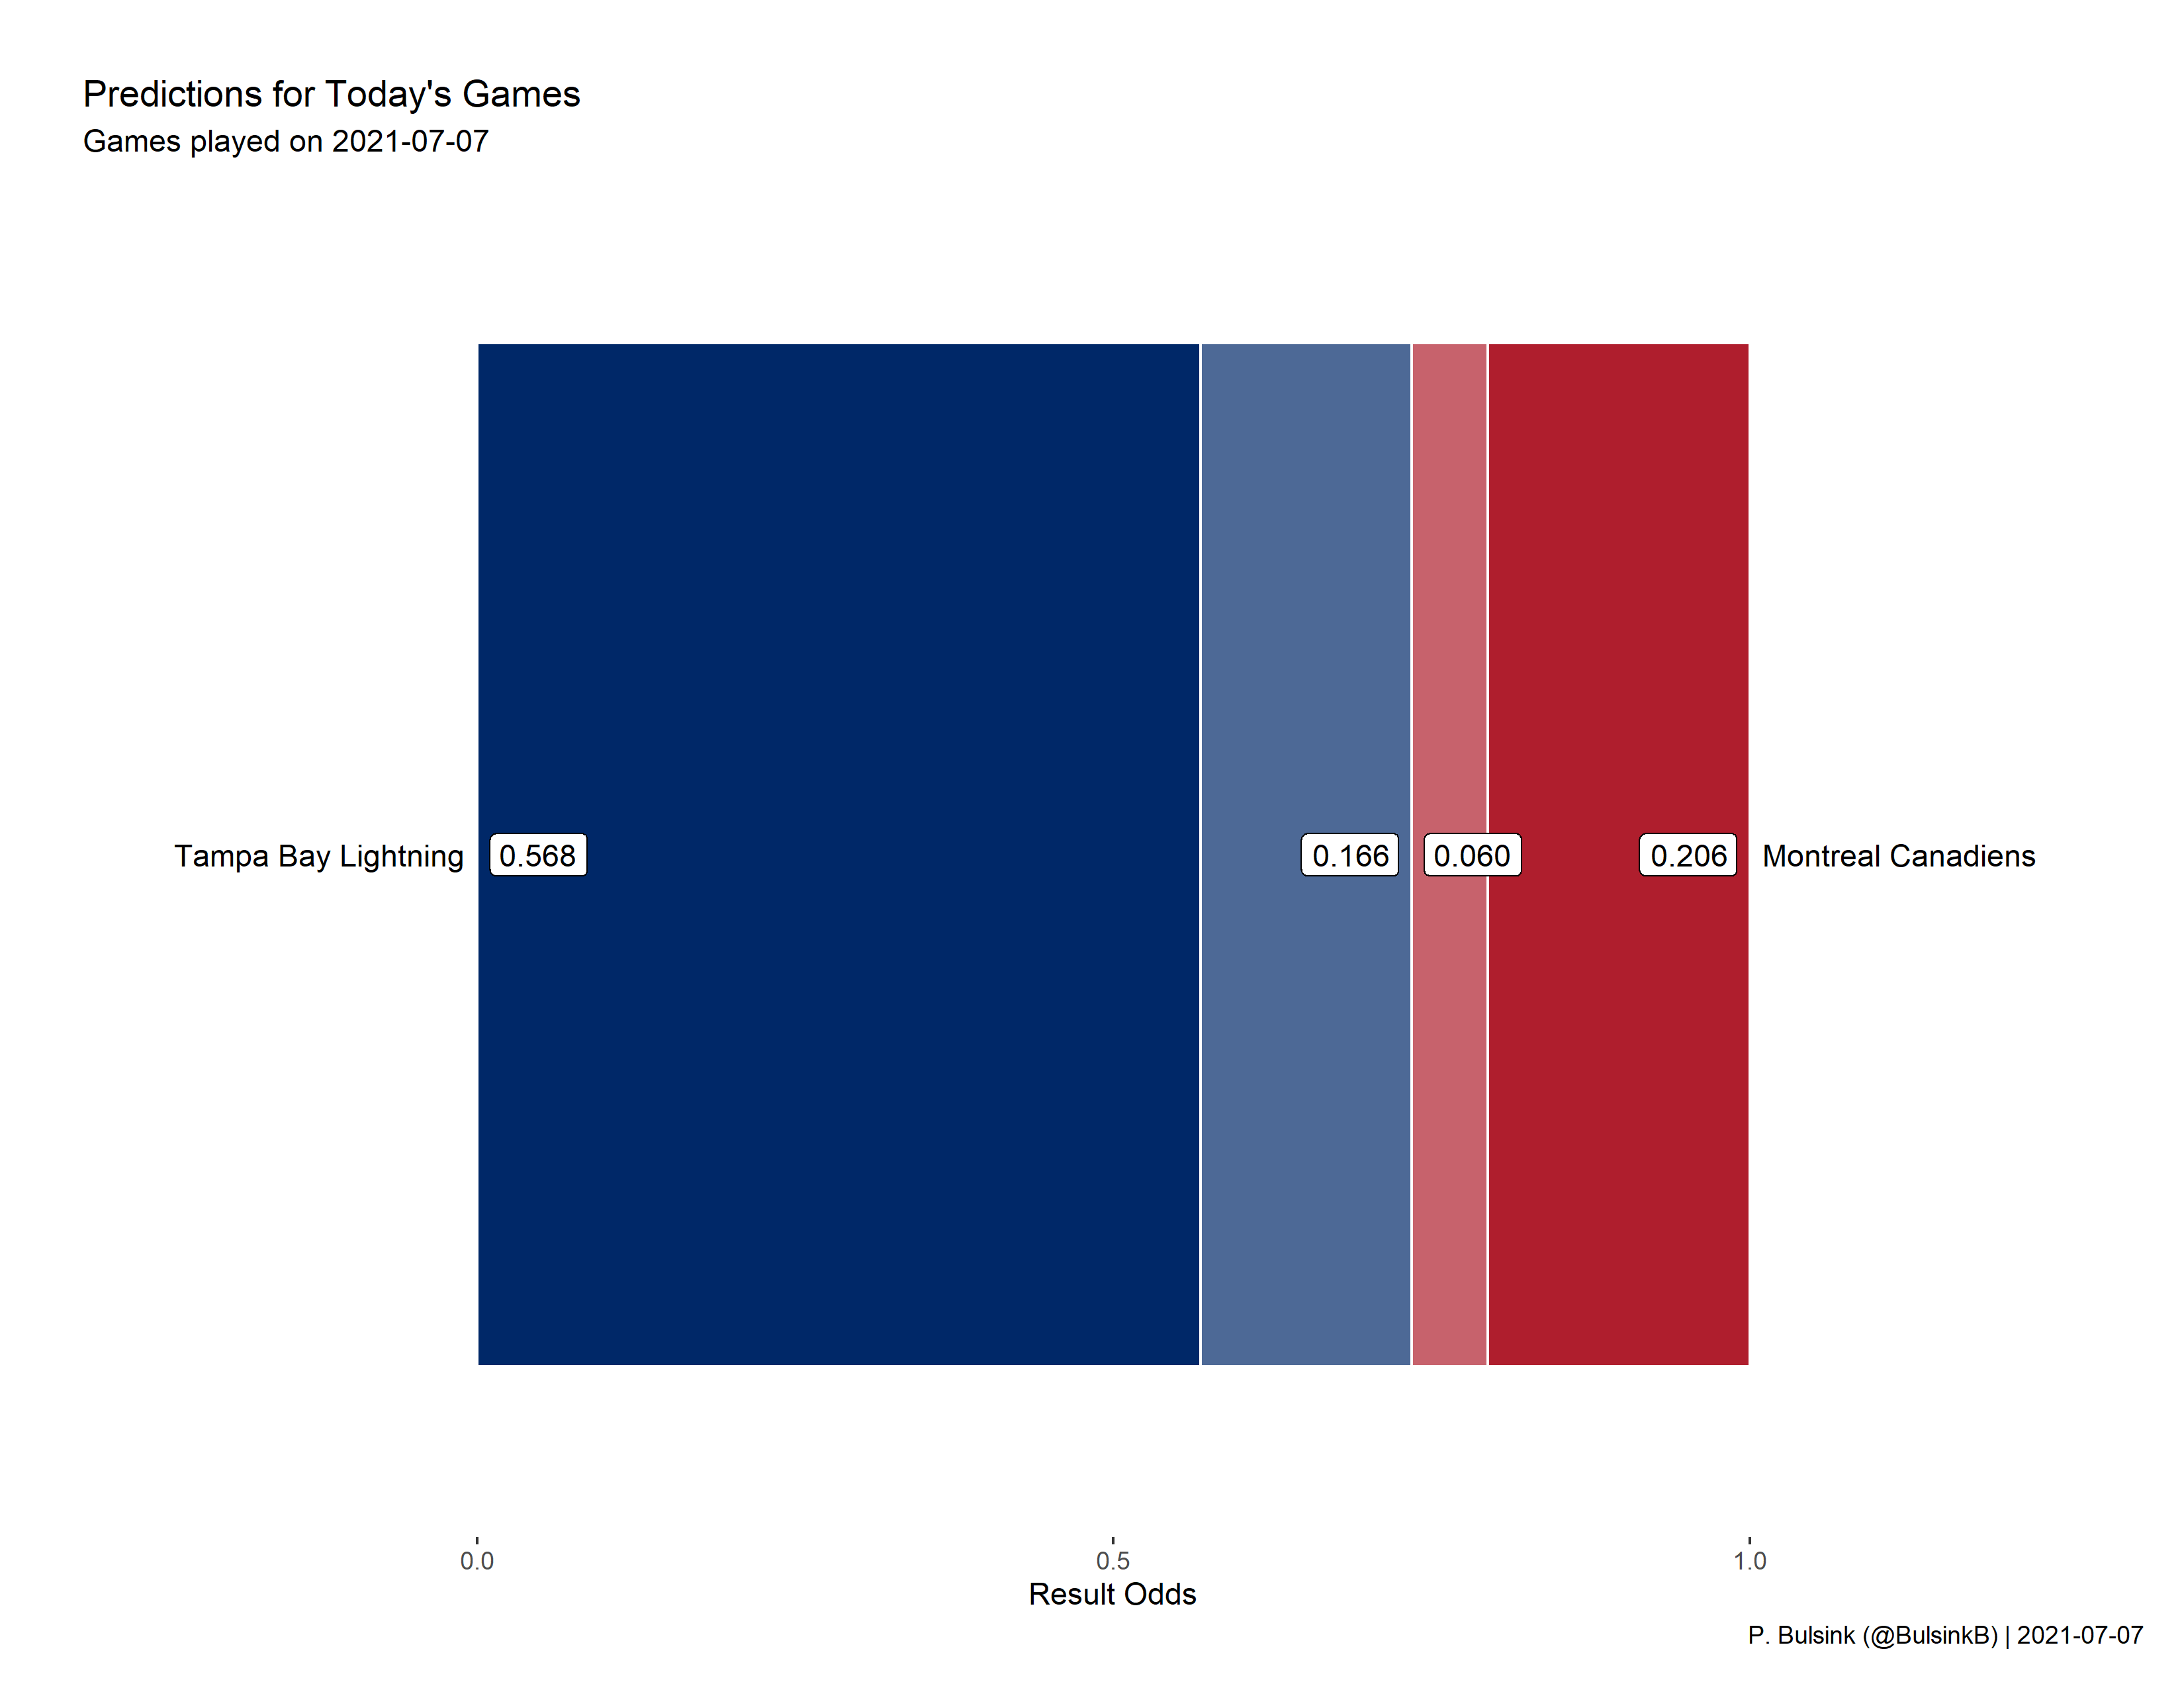 Predictions for Today's Games
Games played on 2021-07-07
Tampa Bay Lightning 0.568 0.166 0.060 0.206 Montreal Canadiens
0.0 0.5 1.0
Result Odds
P. Bulsink (@BulsinkB) | 2021-07-07